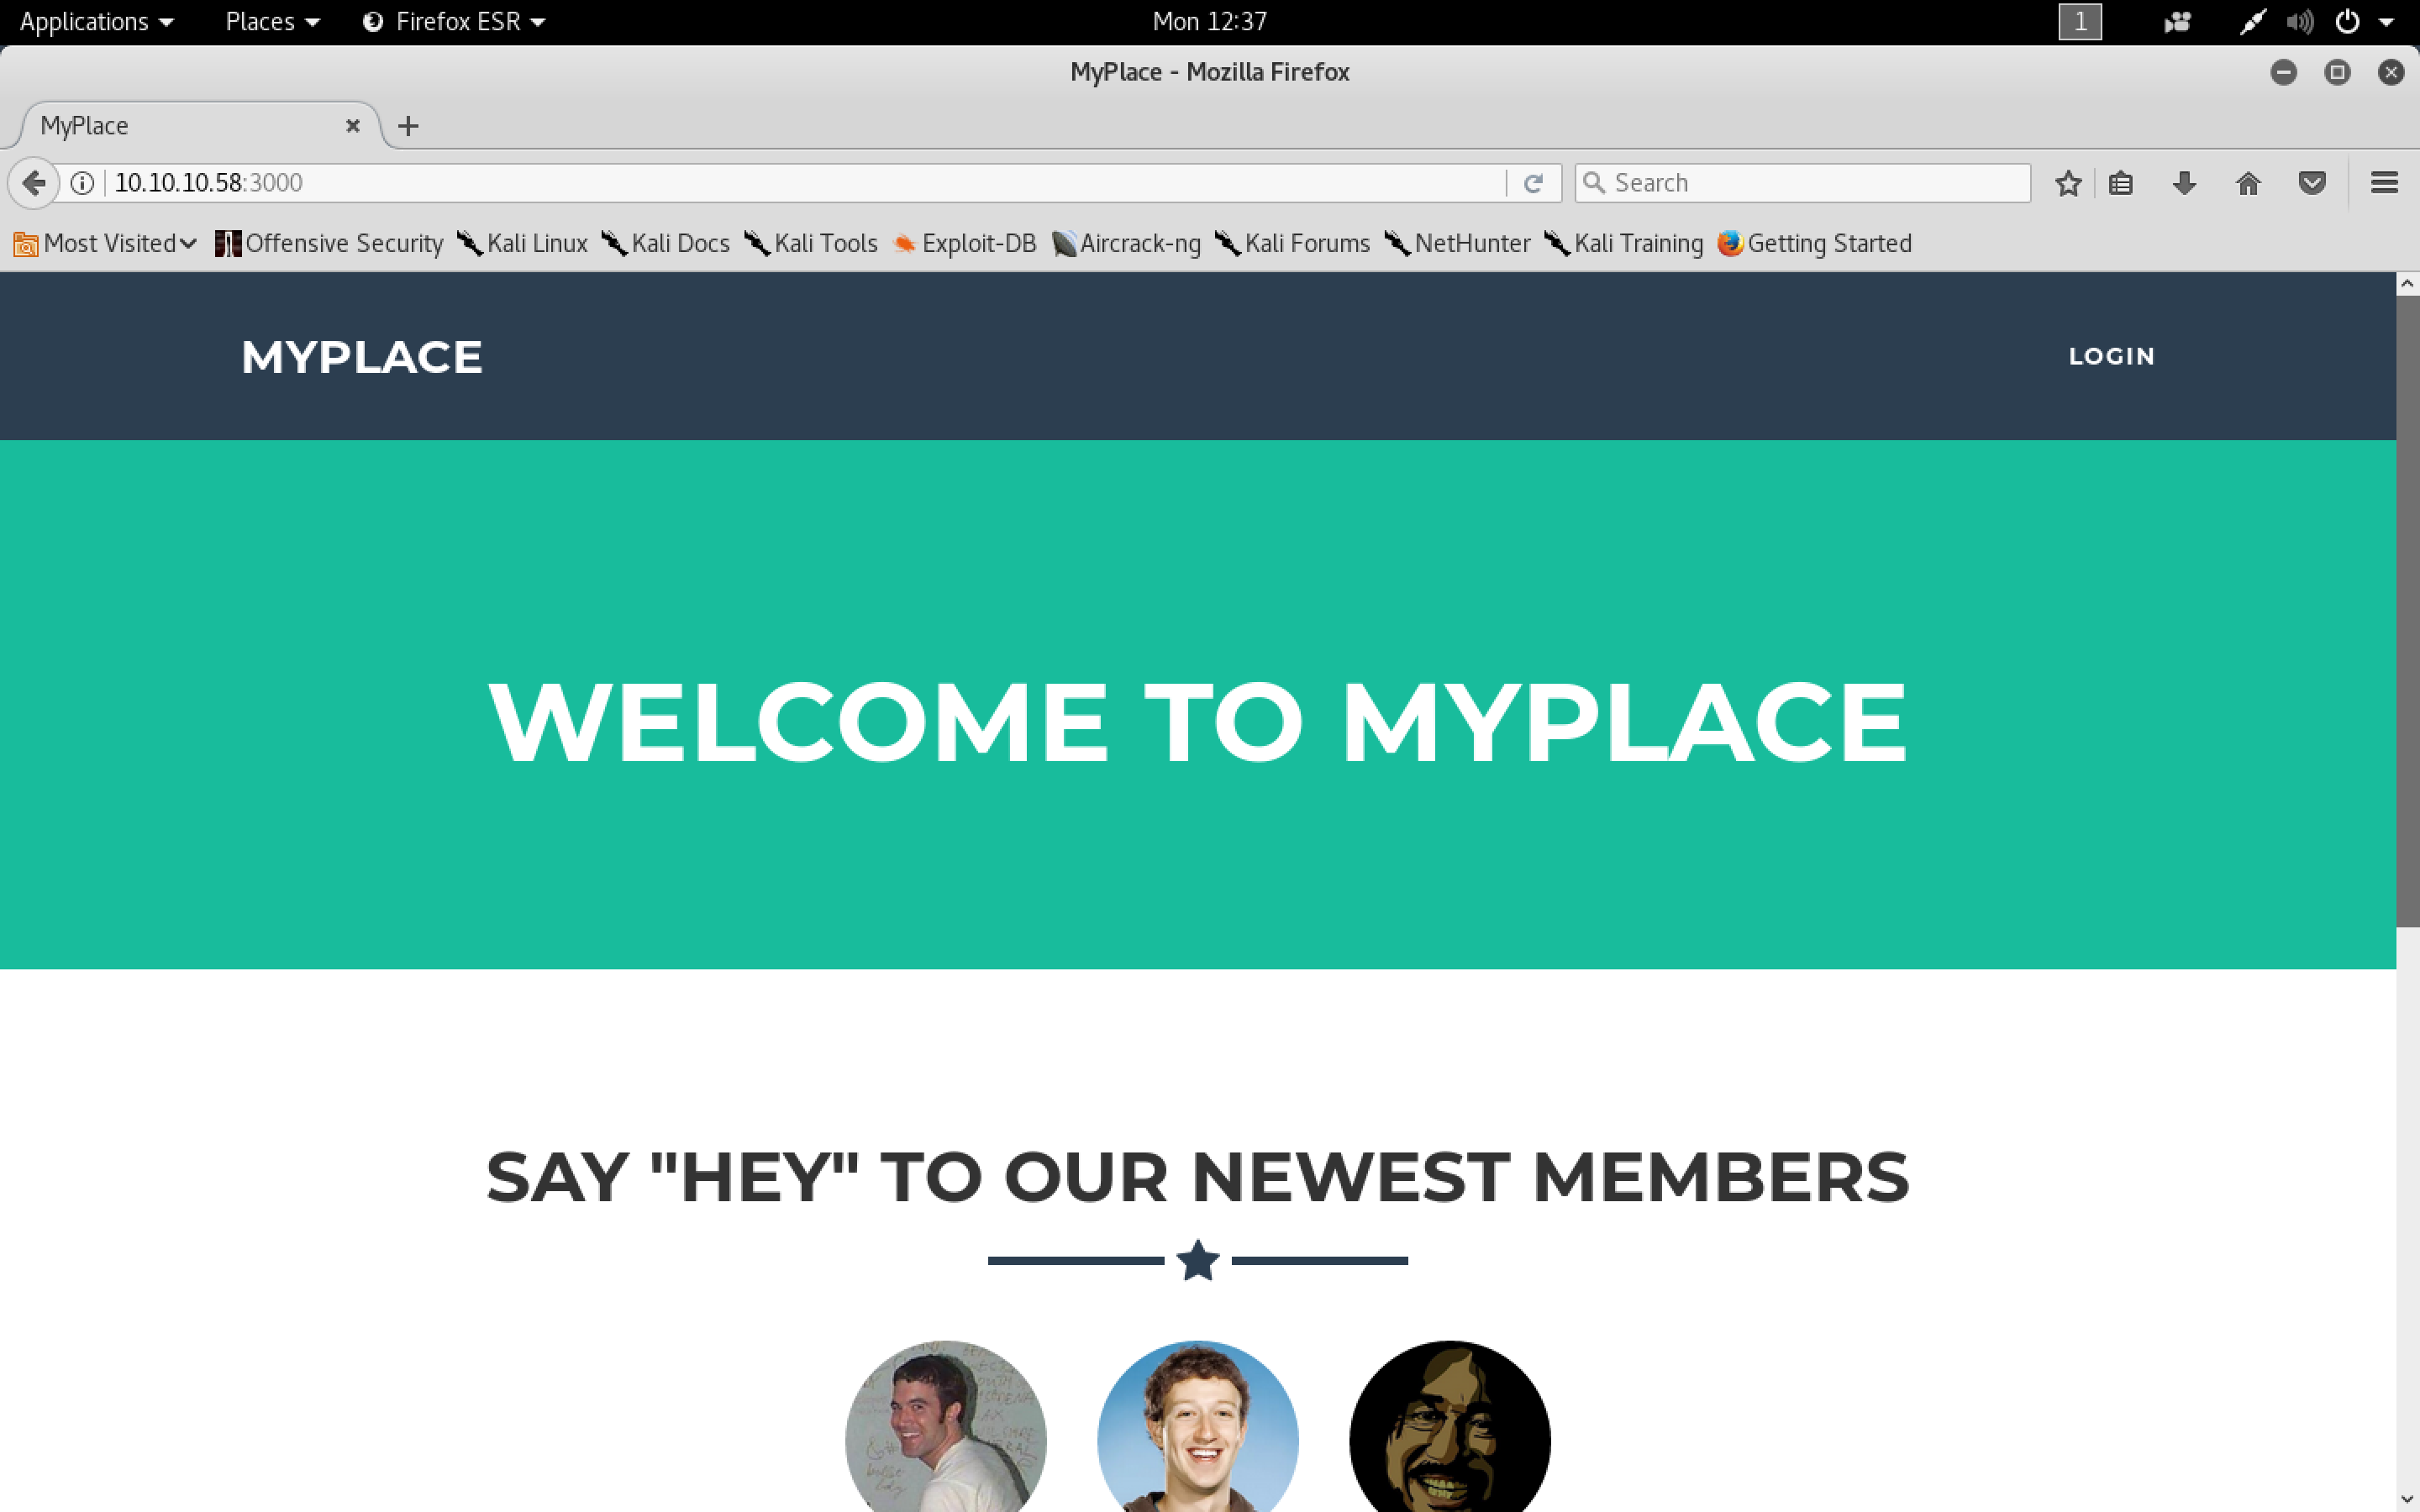 Applications Places Firefox ESR Mon 12:37 1
MyPlace - Mozilla Firefox
MyPlace
10.10.10.58:3000 Search
Most Visited Offensive Security Kali Linux Kali Docs Kali Tools Exploit-DB Aircrack-ng Kali Forums NetHunter Kali Training Getting Started
MYPLACE LOGIN
WELCOME TO MYPLACE
SAY "HEY" TO OUR NEWEST MEMBERS